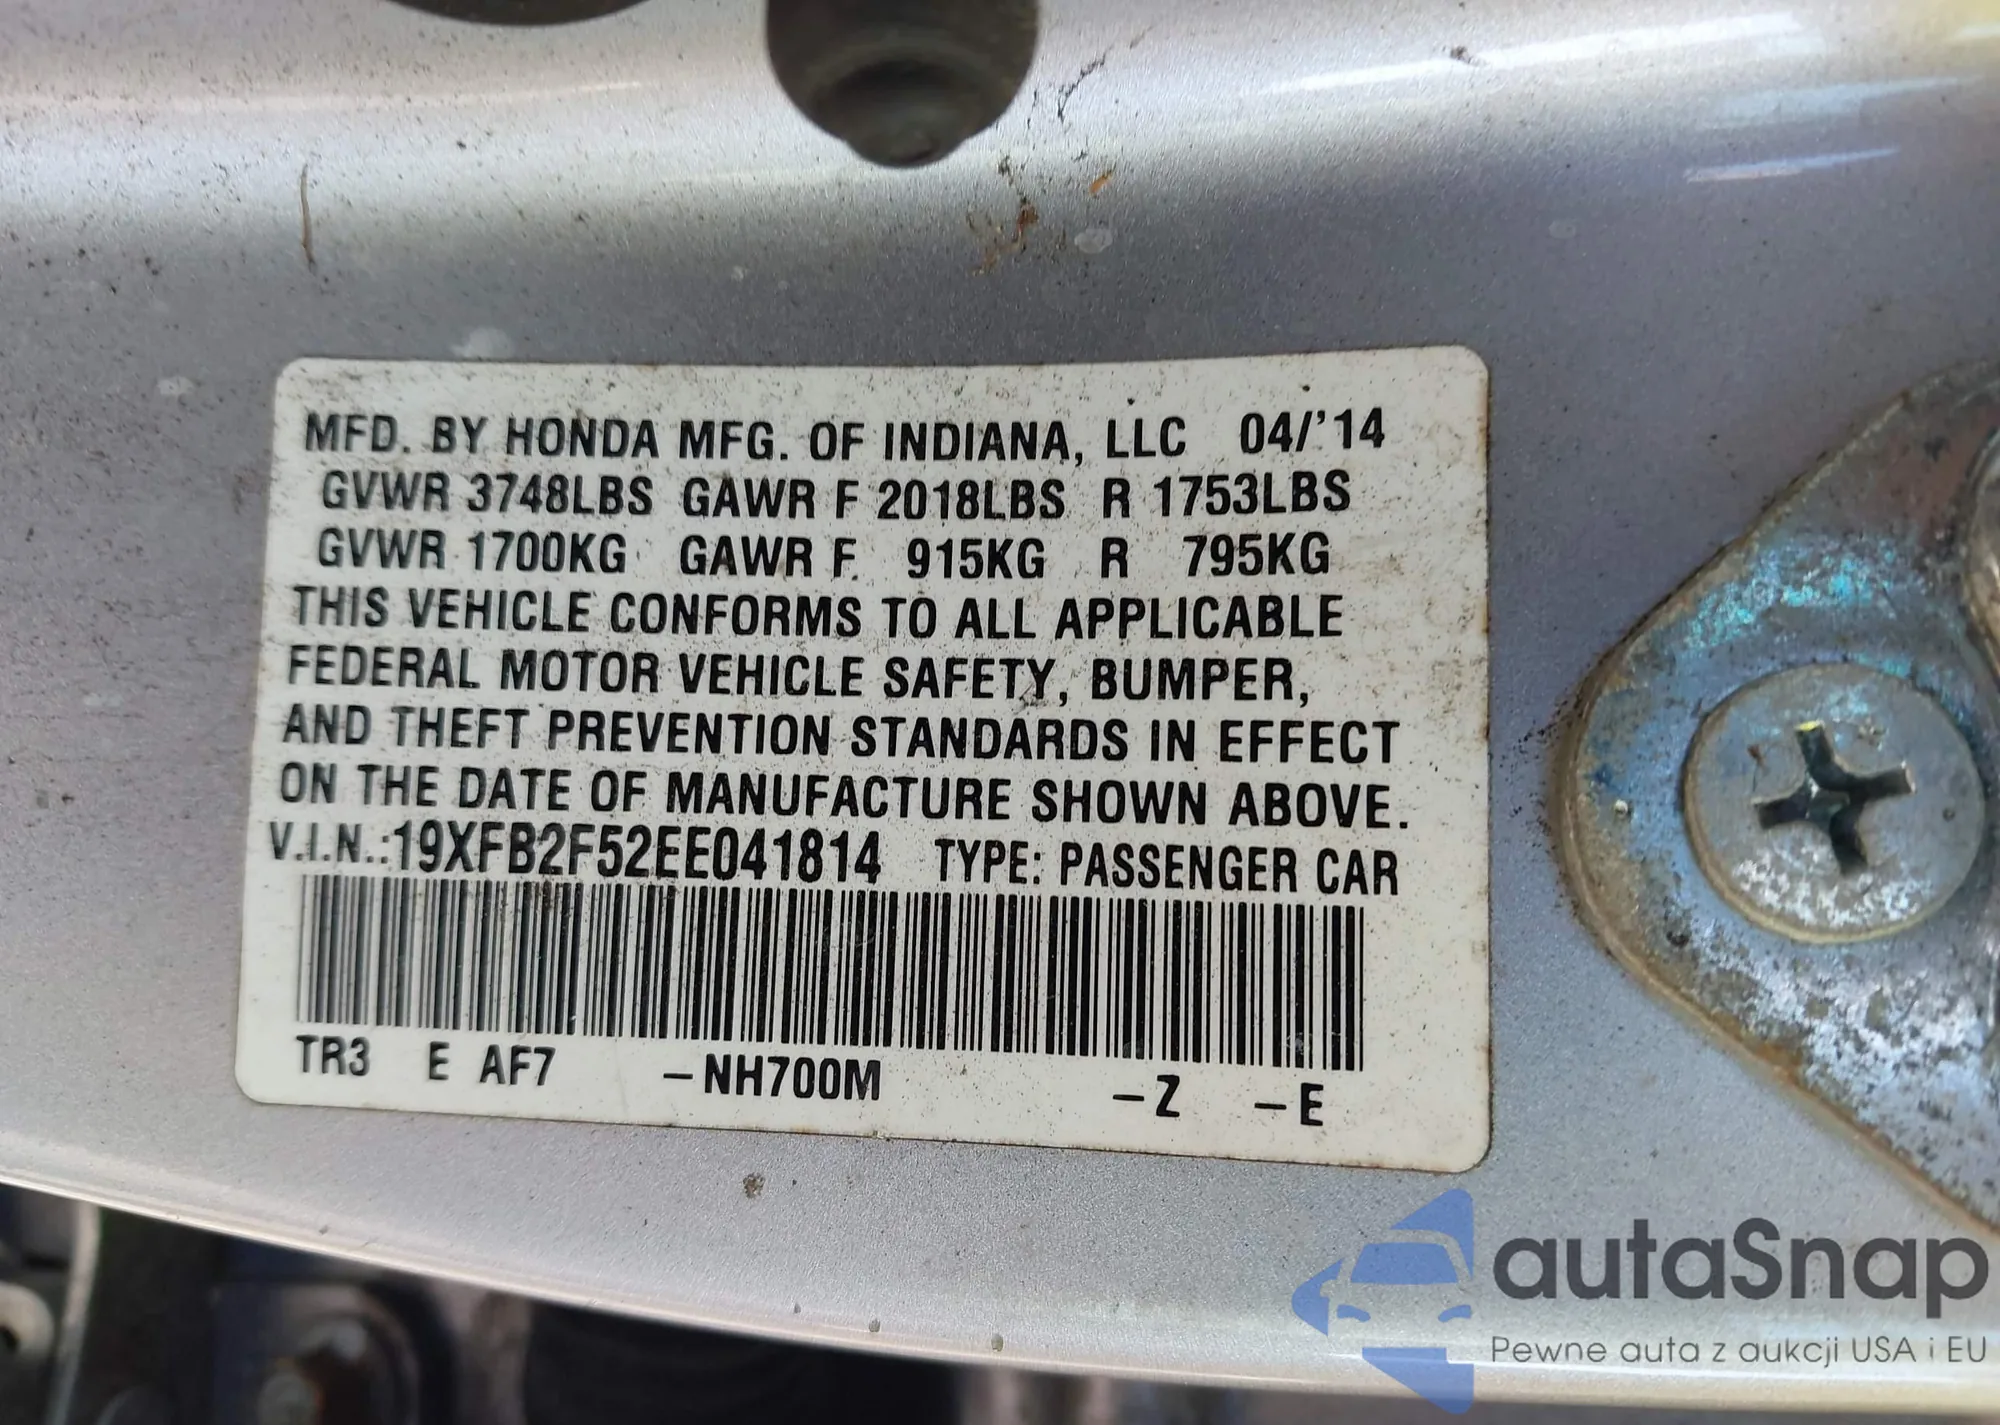 MFD. BY HONDA MFG. OF INDIANA, LLC 04/'14
GVWR 3748LBS GAWR F 2018LBS R 1753LBS
GVWR 1700KG GAWR F 915KG R 795KG
THIS VEHICLE CONFORMS TO ALL APPLICABLE
FEDERAL MOTOR VEHICLE SAFETY, BUMPER,
AND THEFT PREVENTION STANDARDS IN EFFECT
ON THE DATE OF MANUFACTURE SHOWN ABOVE.
V.I.N.:19XFB2F52EE041814 TYPE: PASSENGER CAR
TR3 E AF7 –NH700M –Z –E
autaSnap
Pewne auta z aukcji USA i EU